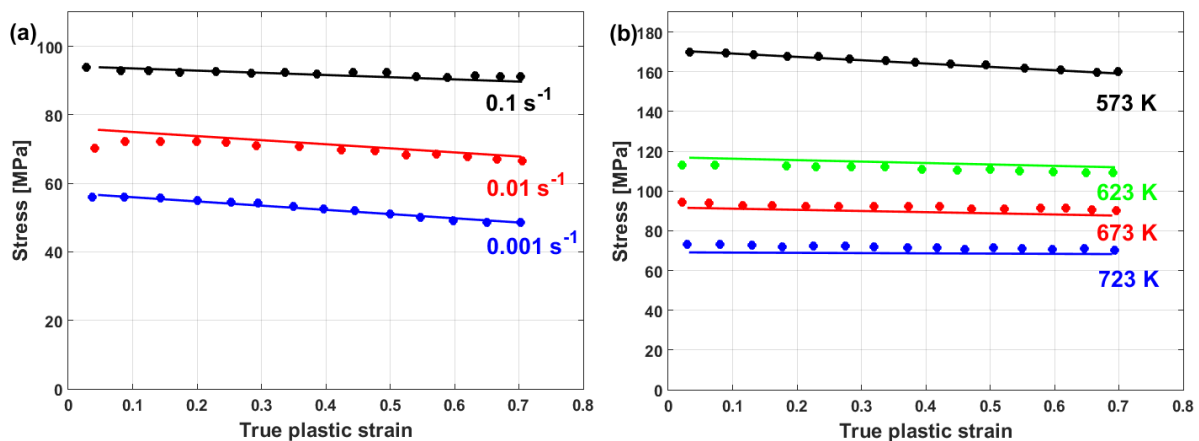 (a)
Stress [MPa]
100
80
60
40
20
0
0.1 s⁻¹
0.01 s⁻¹
0.001 s⁻¹
0 0.1 0.2 0.3 0.4 0.5 0.6 0.7 0.8
True plastic strain
(b)
Stress [MPa]
180
160
140
120
100
80
60
40
20
0
573 K
623 K
673 K
723 K
0 0.1 0.2 0.3 0.4 0.5 0.6 0.7 0.8
True plastic strain